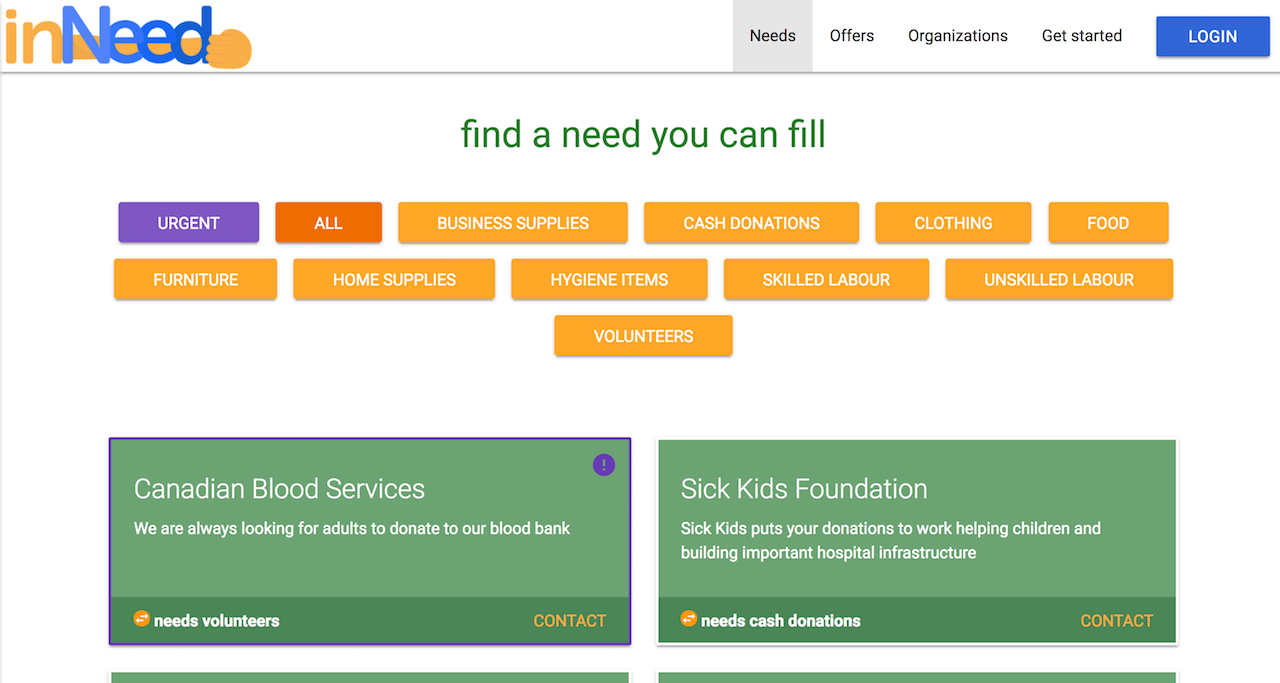 inNeed
Needs Offers Organizations Get started LOGIN
find a need you can fill
URGENT ALL BUSINESS SUPPLIES CASH DONATIONS CLOTHING FOOD
FURNITURE HOME SUPPLIES HYGIENE ITEMS SKILLED LABOUR UNSKILLED LABOUR
VOLUNTEERS
!
Canadian Blood Services
We are always looking for adults to donate to our blood bank
needs volunteers CONTACT
Sick Kids Foundation
Sick Kids puts your donations to work helping children and
building important hospital infrastructure
needs cash donations CONTACT